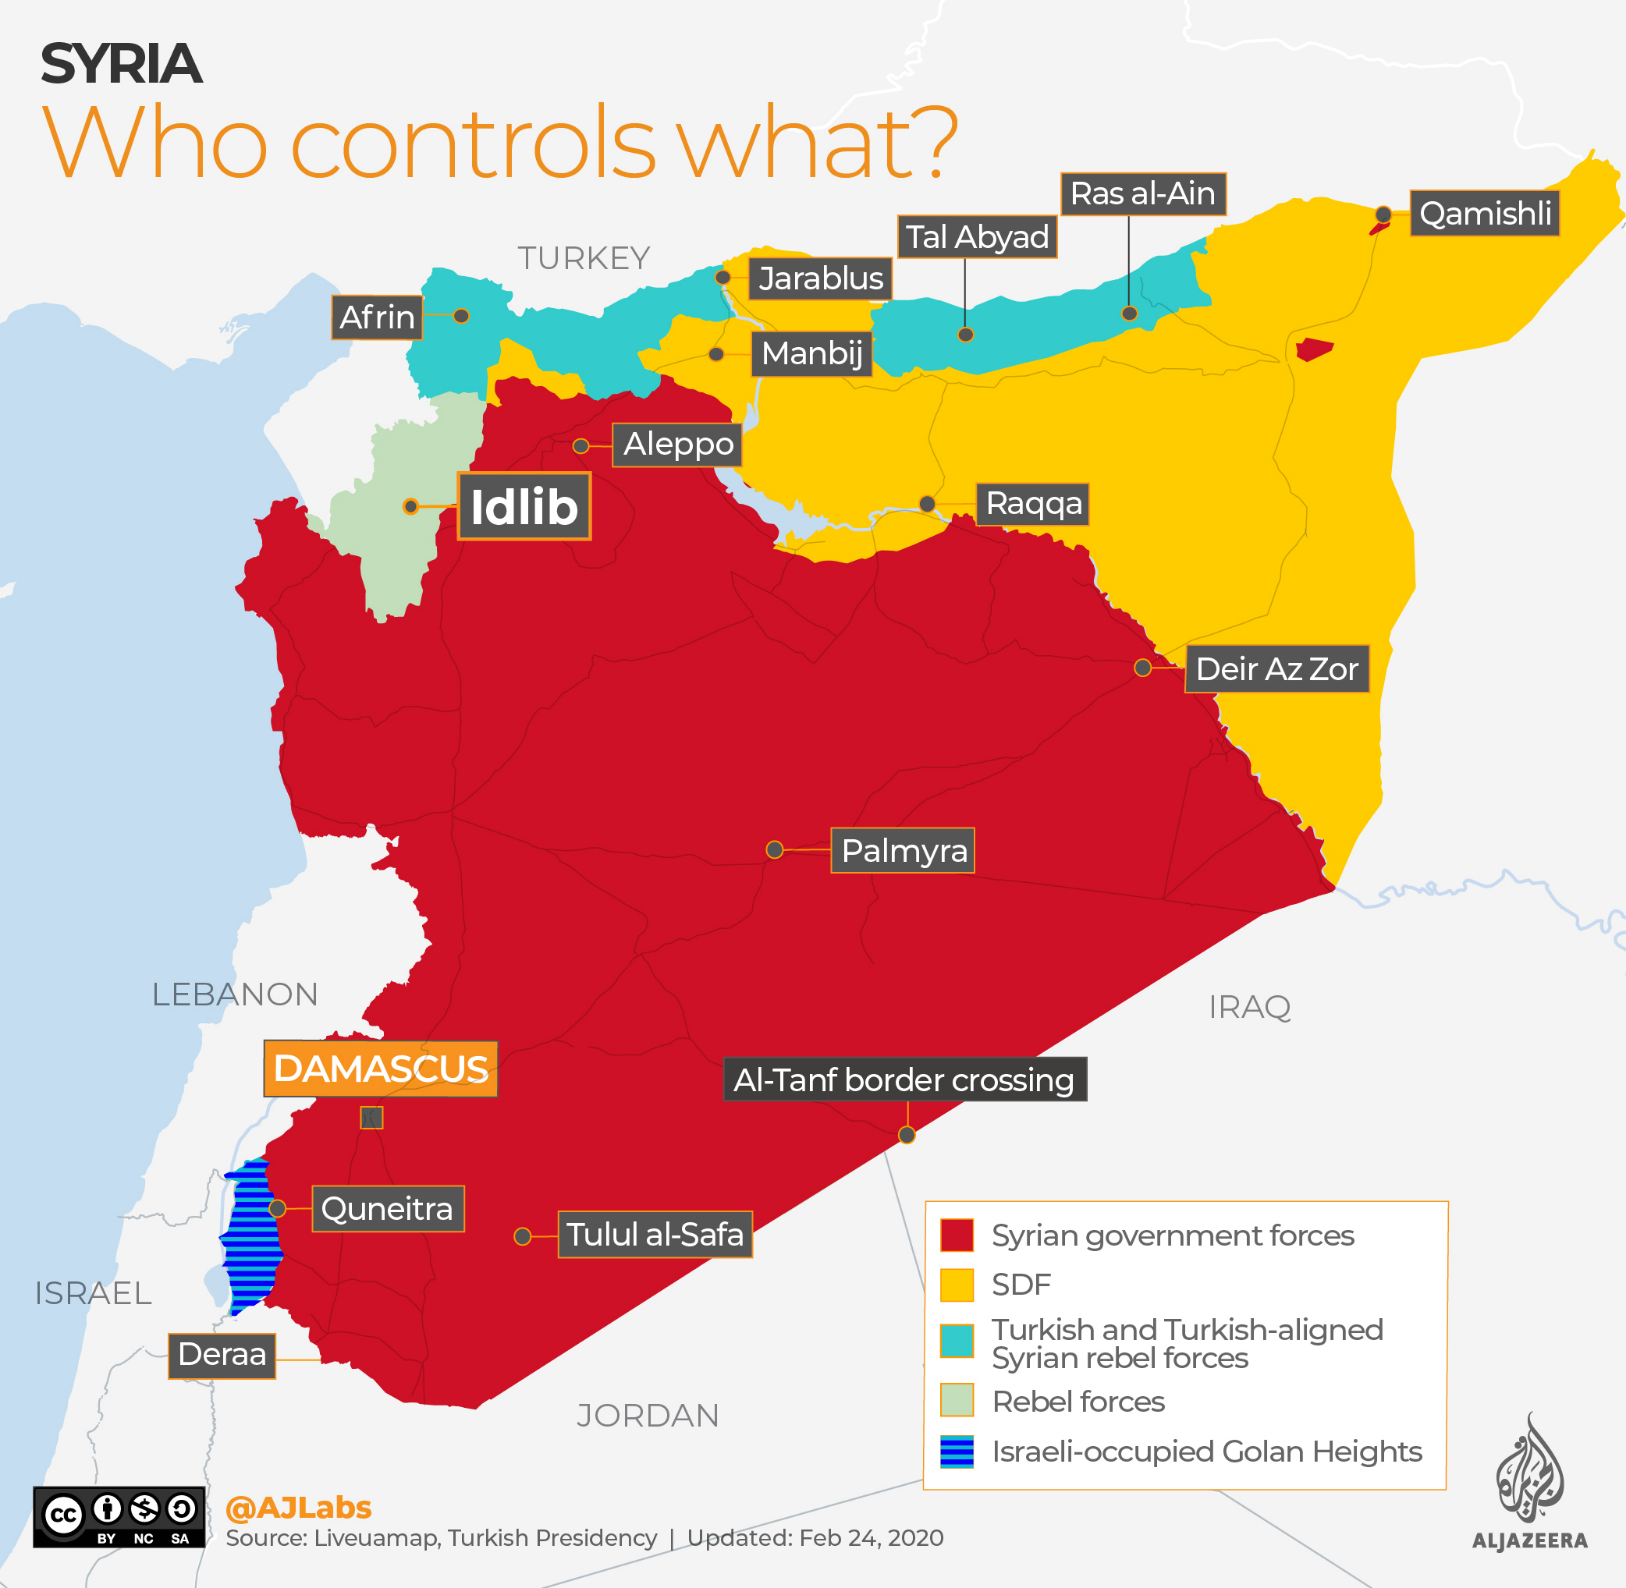 SYRIA
Who controls what?
Ras al-Ain
Qamishli
Tal Abyad
TURKEY
Jarablus
Afrin
Manbij
Aleppo
Idlib
Raqqa
Deir Az Zor
Palmyra
LEBANON
IRAQ
DAMASCUS
Al-Tanf border crossing
Quneitra
Tulul al-Safa
ISRAEL
Deraa
JORDAN
Syrian government forces
SDF
Turkish and Turkish-aligned
Syrian rebel forces
Rebel forces
Israeli-occupied Golan Heights
cc
BY NC SA
@AJLabs
Source: Liveuamap, Turkish Presidency | Updated: Feb 24, 2020
الجزيرة
ALJAZEERA